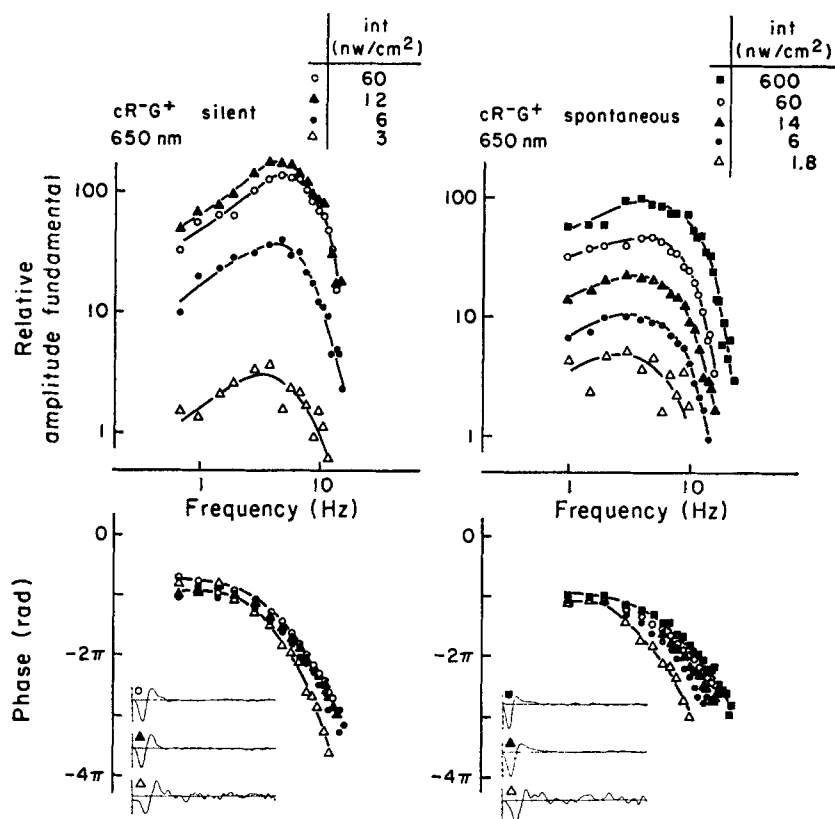 int
(nw/cm²)
○ 60
▲ 12
● 6
△ 3
cR⁻G⁺ silent
650 nm
100
10
1
Relative
amplitude fundamental
1 10
Frequency (Hz)
int
(nw/cm²)
■ 600
○ 60
▲ 14
● 6
△ 1.8
cR⁻G⁺ spontaneous
650 nm
100
10
1
1 10
Frequency (Hz)
0
-2π
-4π
Phase (rad)
0
-2π
-4π